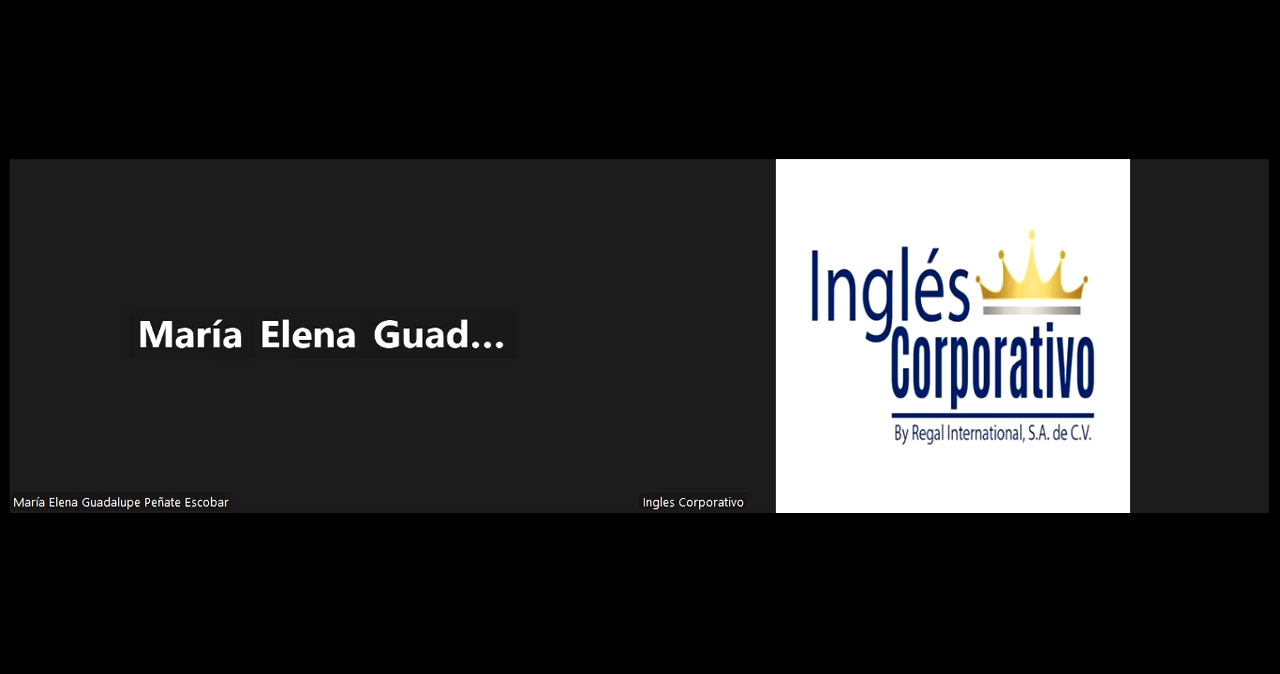 María Elena Guad...
María Elena Guadalupe Peñate Escobar
Inglés
Corporativo
By Regal International, S.A. de C.V.
Ingles Corporativo